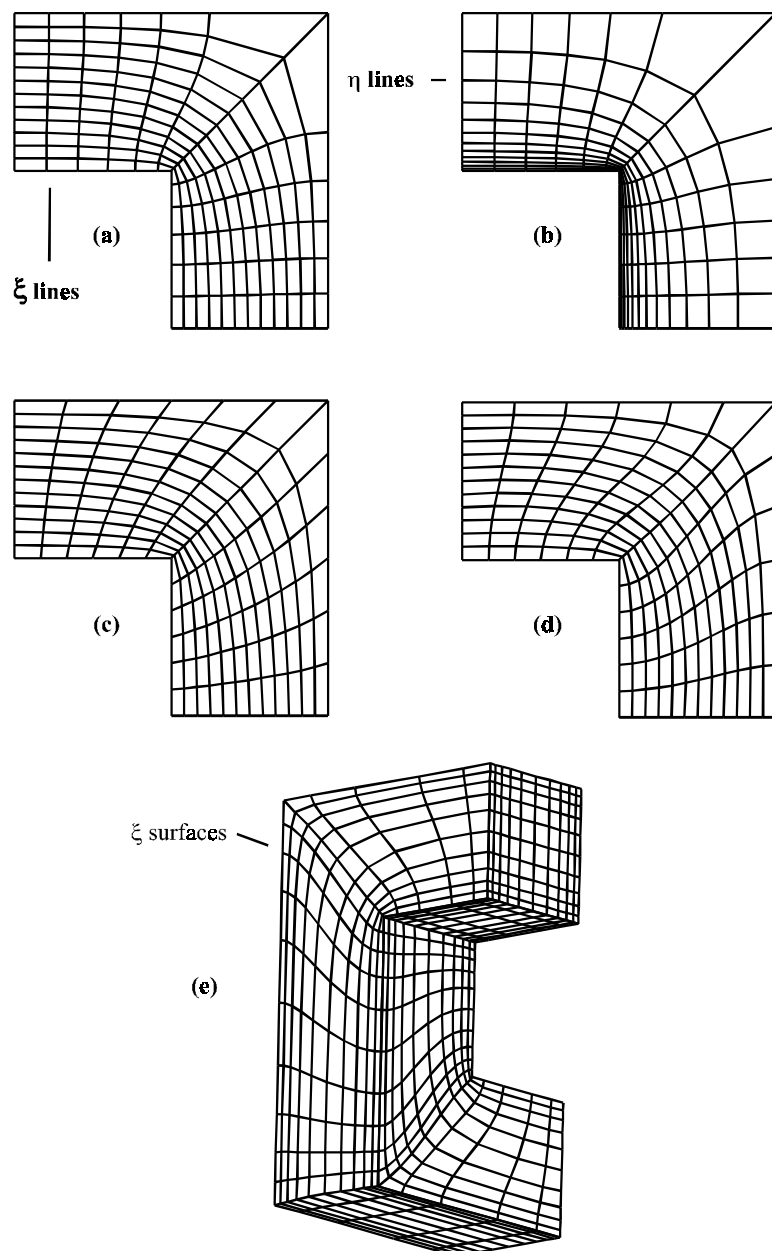 η lines
(a)
(b)
ξ lines
(c)
(d)
ξ surfaces
(e)